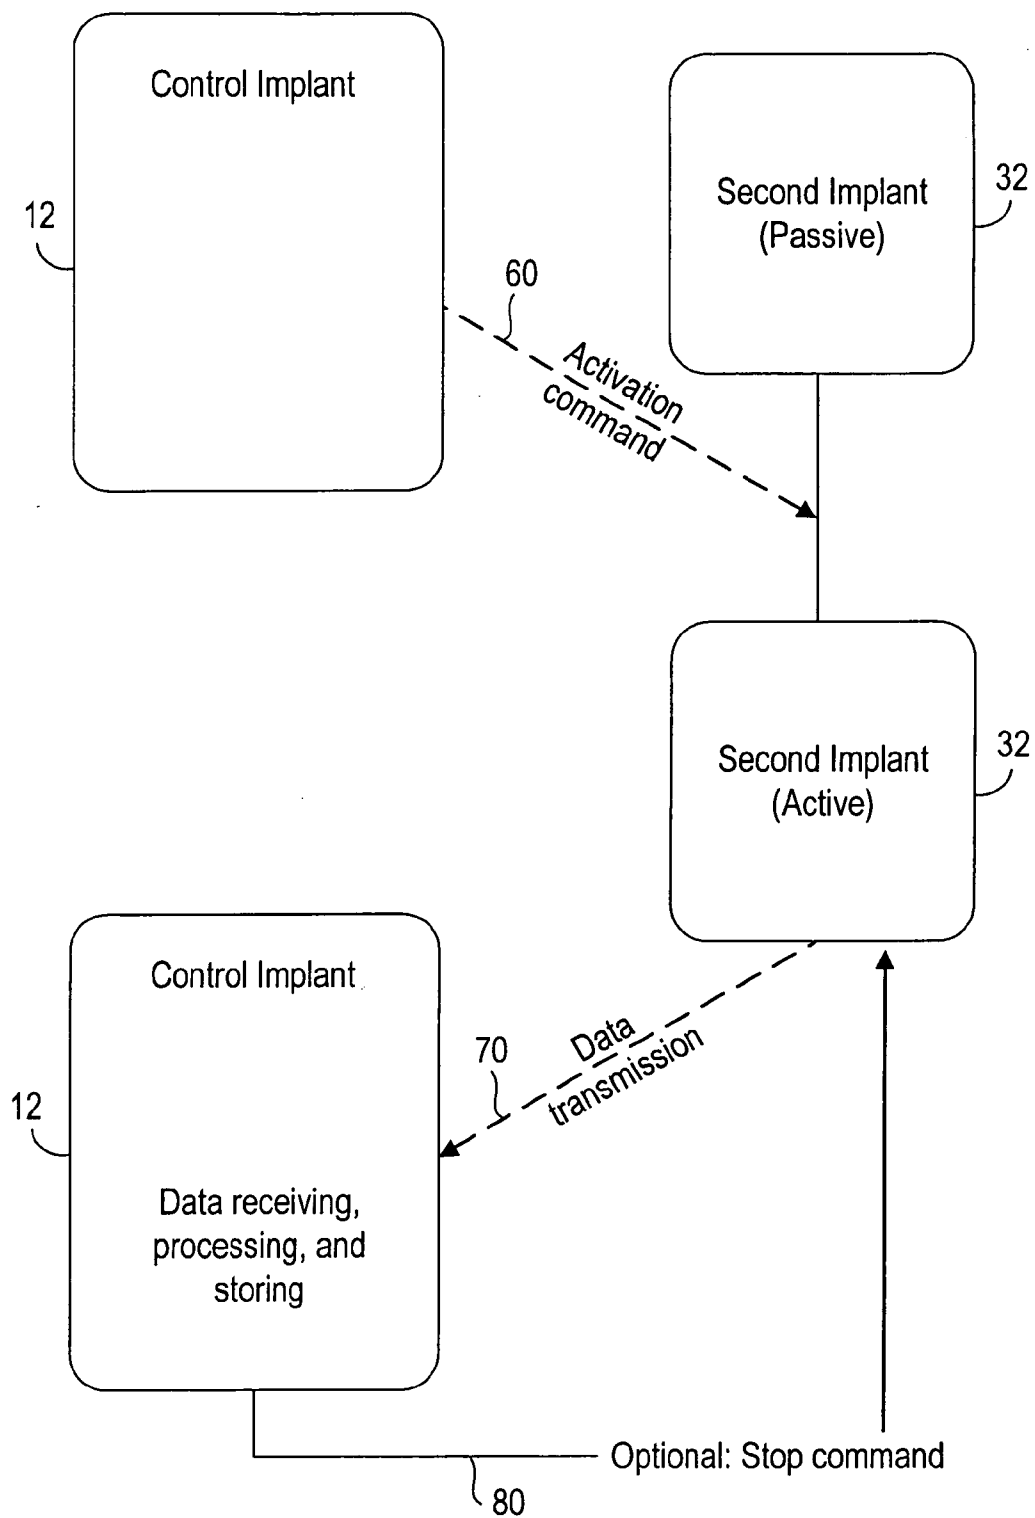 Control Implant
12
Second Implant
(Passive)
32
60
Activation
command
Second Implant
(Active)
32
Control Implant
70
Data
transmission
12
Data receiving,
processing, and
storing
Optional: Stop command
80